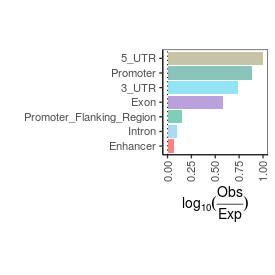 5_UTR
Promoter
3_UTR
Exon
Promoter_Flanking_Region
Intron
Enhancer
0.00 0.25 0.50 0.75 1.00
log10(Obs/Exp)